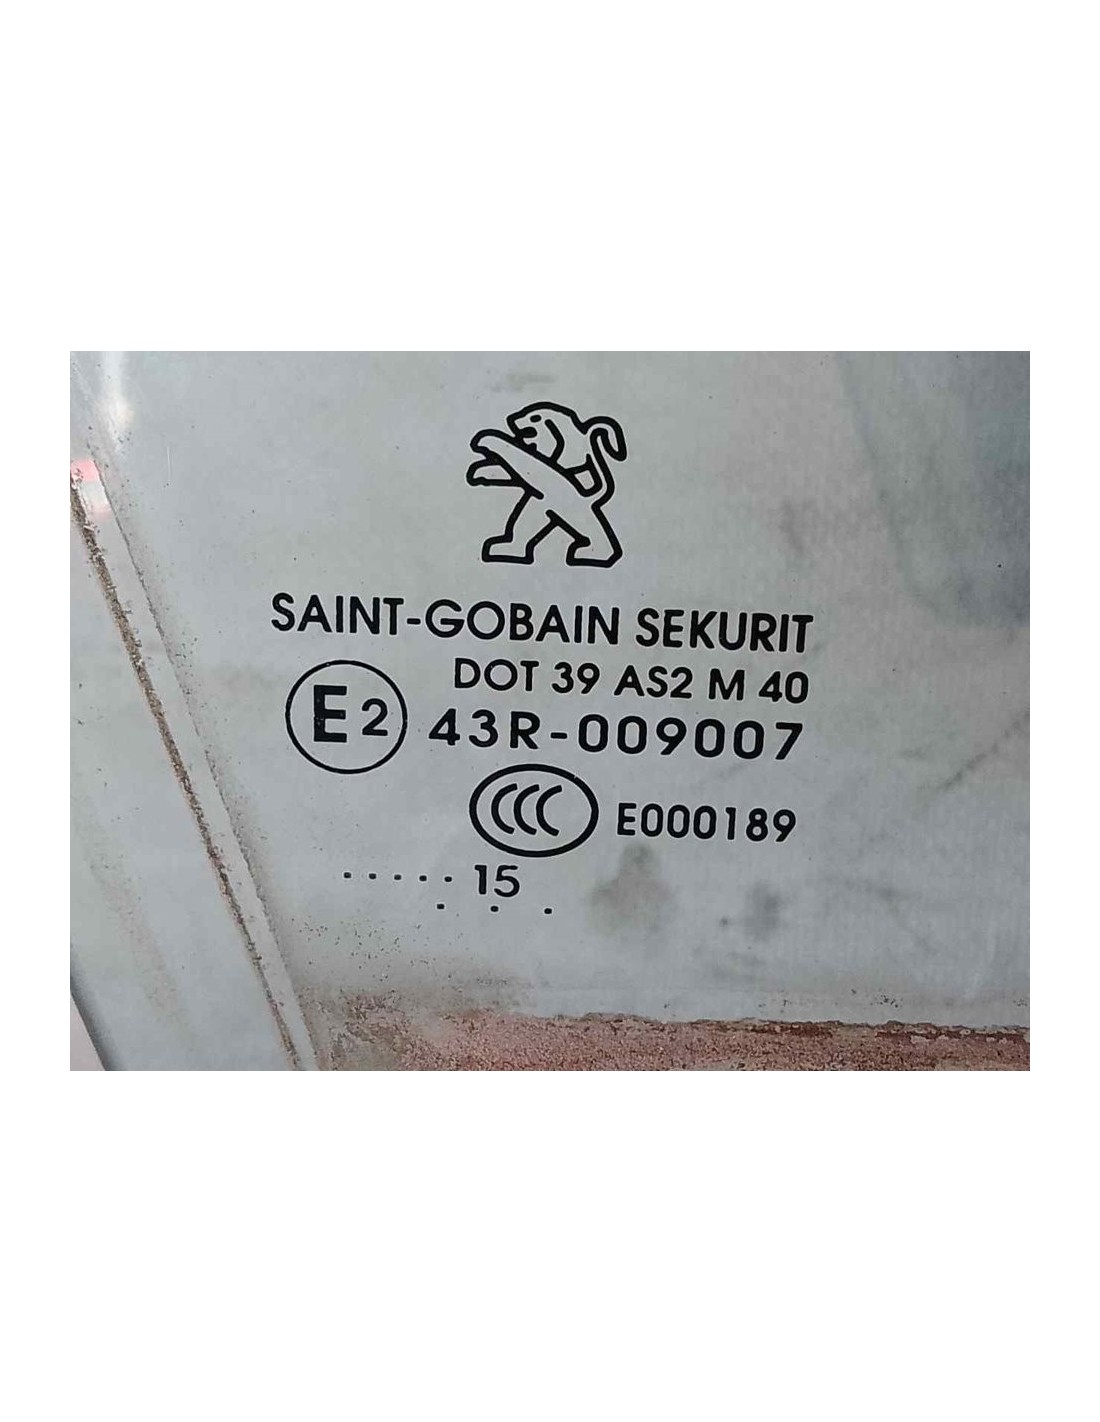 SAINT-GOBAIN SEKURIT
DOT 39 AS2 M 40
E2 43R-009007
CCC E000189
.....15
. . .